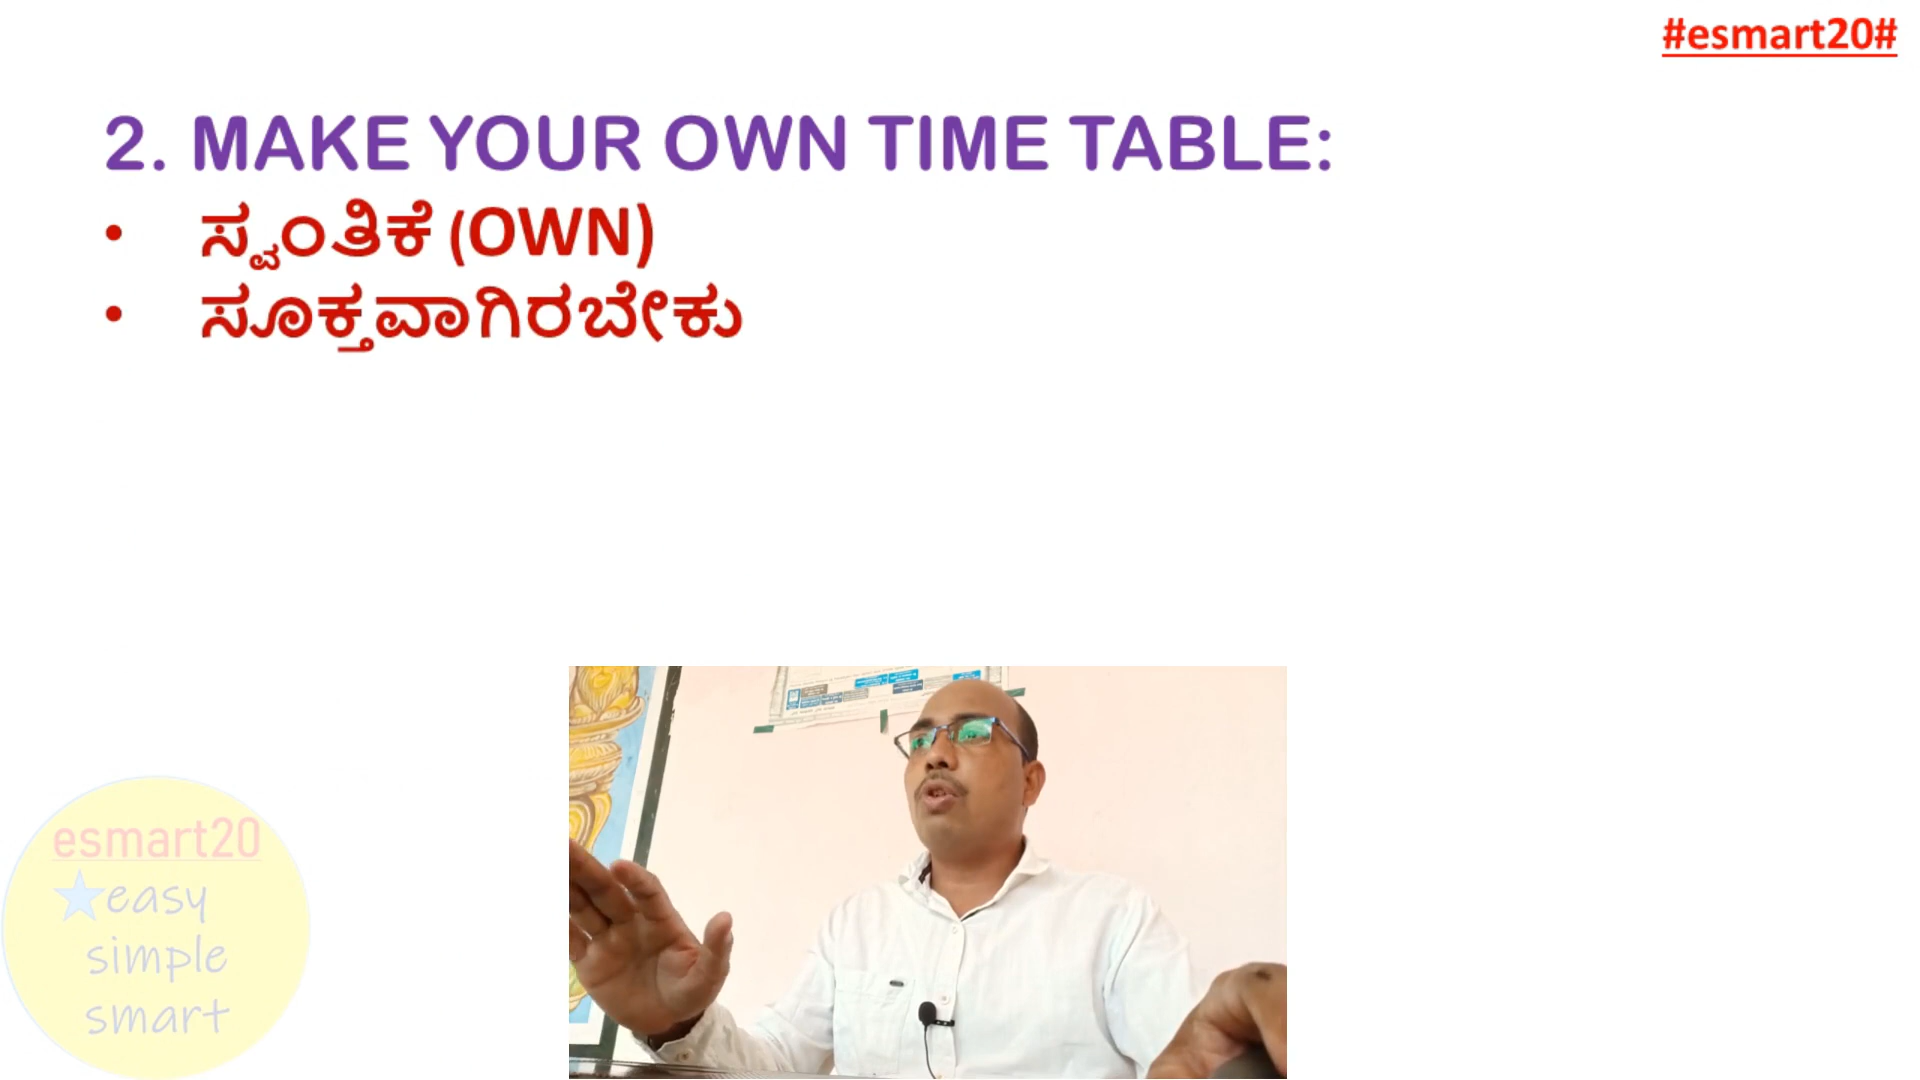 #esmart20#
2. MAKE YOUR OWN TIME TABLE:
• ಸ್ವಂತಿಕೆ (OWN)
• ಸೂಕ್ತವಾಗಿರಬೇಕು
esmart20
easy
simple
smart